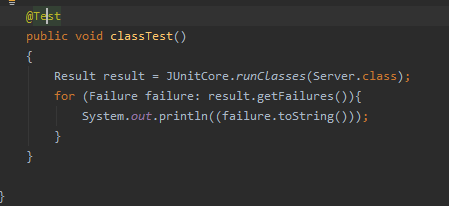 @Test
public void classTest()
{
Result result = JUnitCore.runClasses(Server.class);
for (Failure failure: result.getFailures()){
System.out.println((failure.toString()));
}
}
}